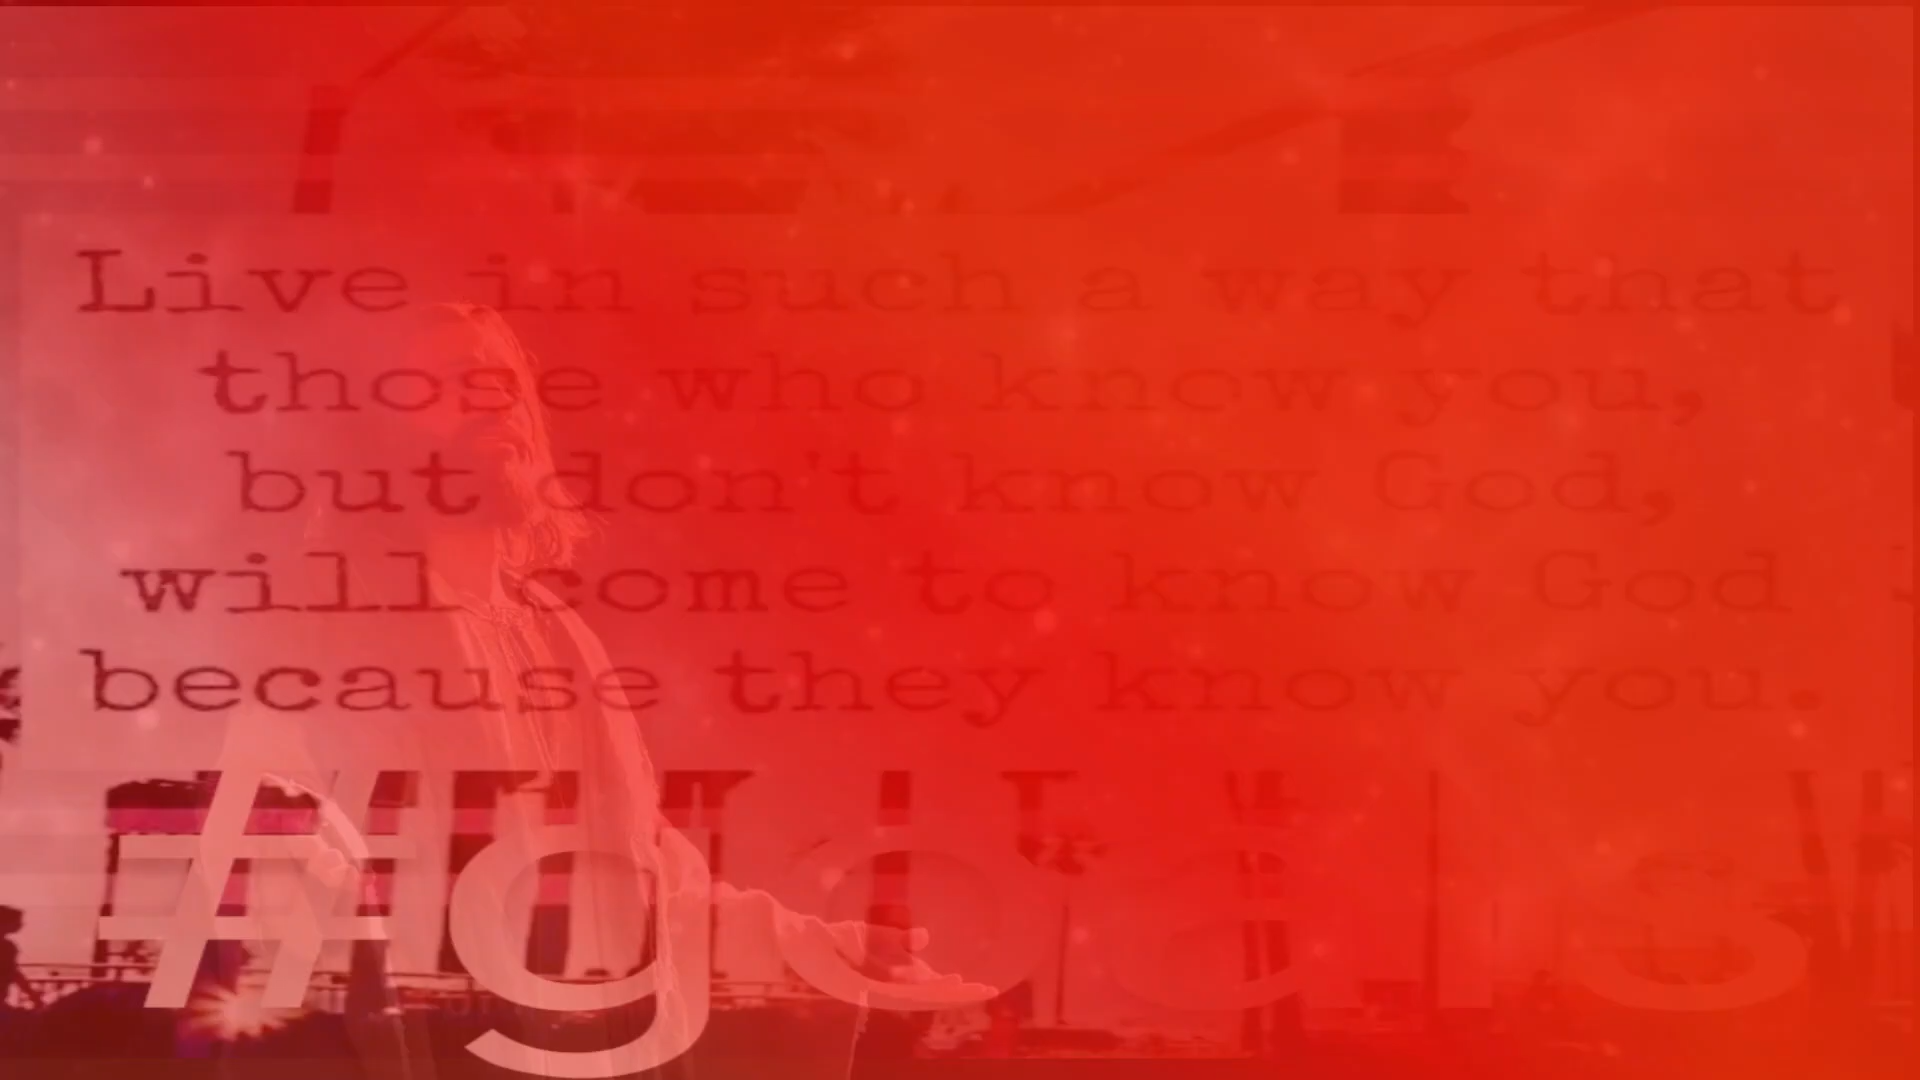 Live in such a way that
those who know you,
but don't know God,
will come to know God
because they know you.
#goals